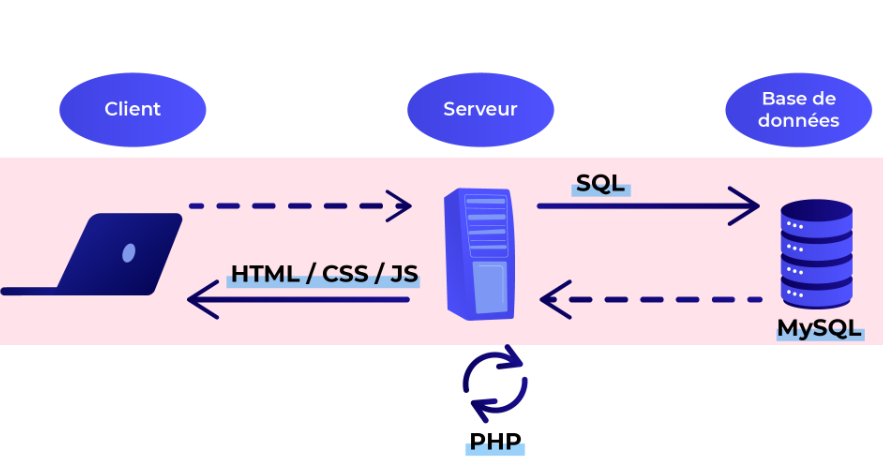 Client
Serveur
Base de
données
SQL
HTML / CSS / JS
MySQL
PHP